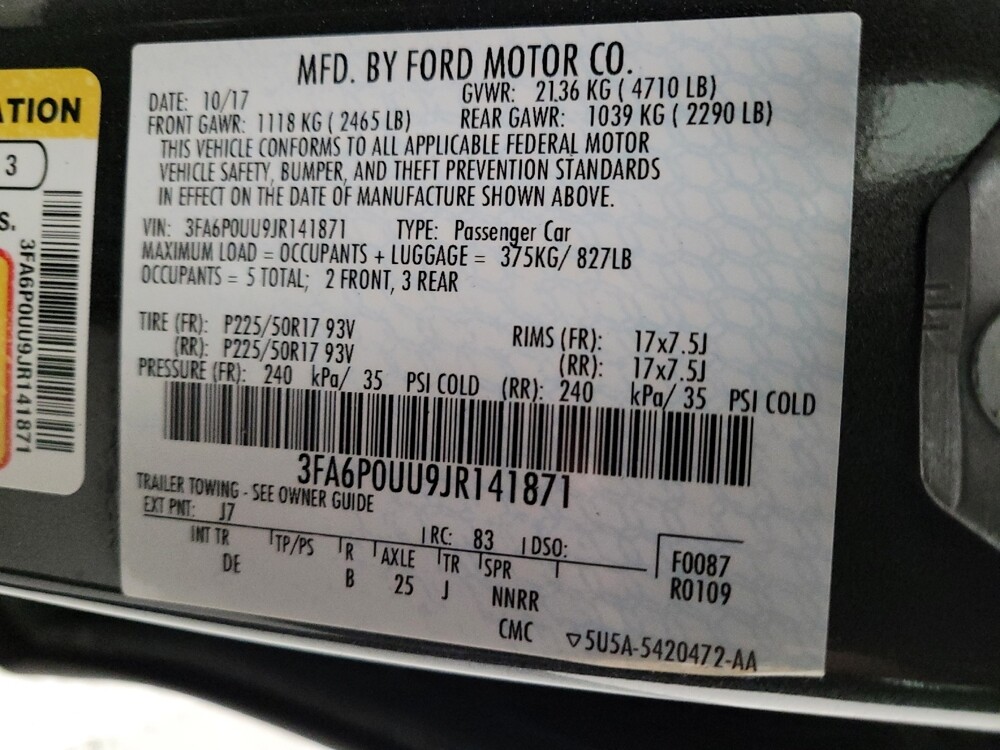 ATION
3
S.
3FA6P0UU9JR141871
MFD. BY FORD MOTOR CO.
DATE: 10/17 GVWR: 2136 KG ( 4710 LB)
FRONT GAWR: 1118 KG ( 2465 LB) REAR GAWR: 1039 KG ( 2290 LB)
THIS VEHICLE CONFORMS TO ALL APPLICABLE FEDERAL MOTOR
VEHICLE SAFETY, BUMPER, AND THEFT PREVENTION STANDARDS
IN EFFECT ON THE DATE OF MANUFACTURE SHOWN ABOVE.
VIN: 3FA6P0UU9JR141871 TYPE: Passenger Car
MAXIMUM LOAD = OCCUPANTS + LUGGAGE = 375KG/ 827LB
OCCUPANTS = 5 TOTAL; 2 FRONT, 3 REAR
TIRE (FR): P225/50R17 93V RIMS (FR): 17x7.5J
(RR): P225/50R17 93V (RR): 17x7.5J
PRESSURE (FR): 240 kPa/ 35 PSI COLD (RR): 240 kPa/ 35 PSI COLD
3FA6P0UU9JR141871
TRAILER TOWING - SEE OWNER GUIDE
EXT PNT: J7 RC: 83 DSO:
INT TR TP/PS R AXLE TR SPR F0087
DE B 25 J NNRR R0109
CMC ▽5U5A-5420472-AA